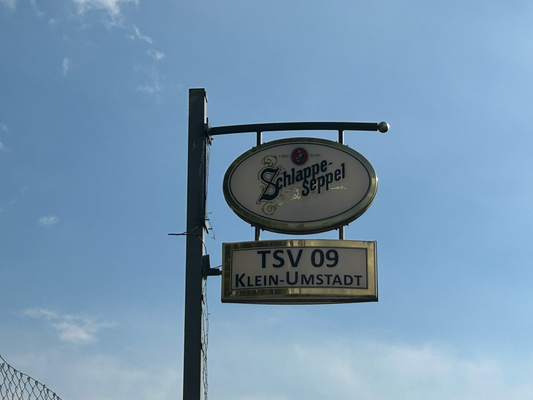 Schlappe-
Seppel
TSV 09
KLEIN-UMSTADT